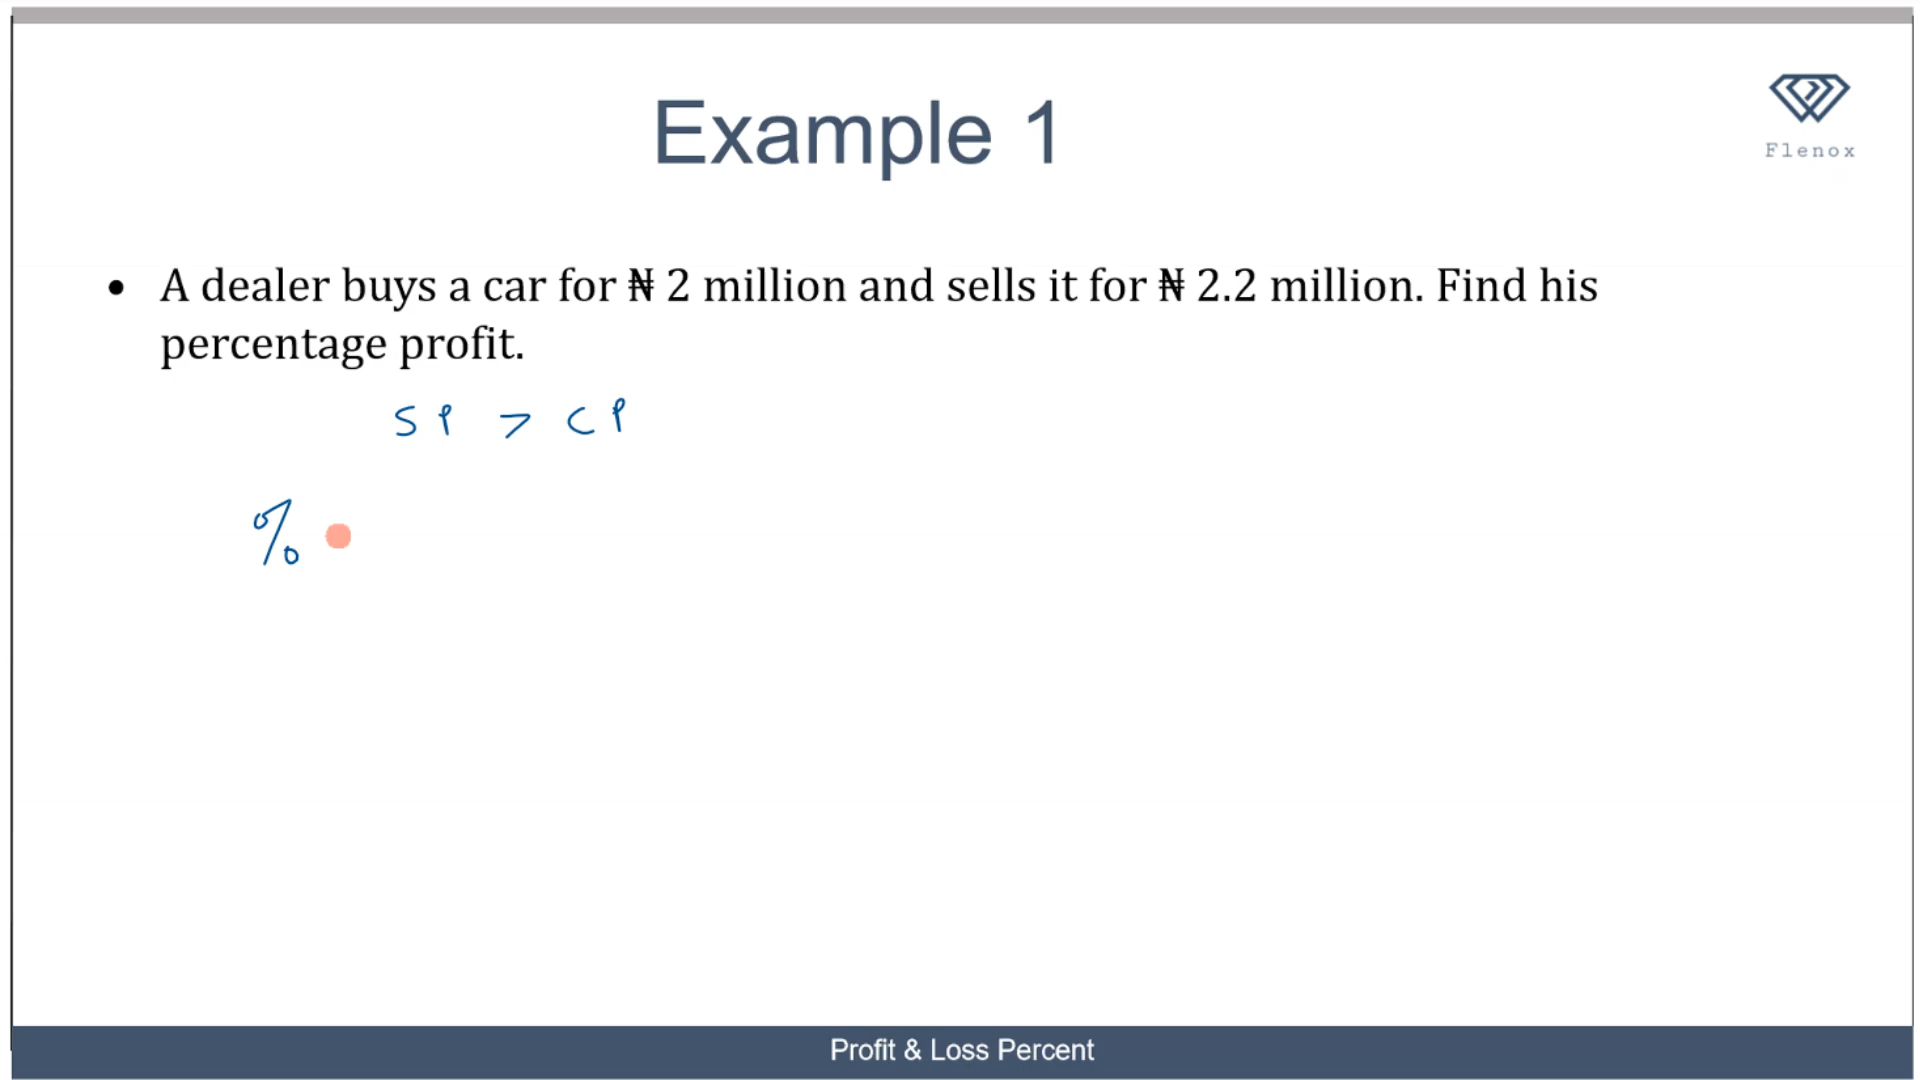 Example 1
Flenox
• A dealer buys a car for ₦ 2 million and sells it for ₦ 2.2 million. Find his
percentage profit.
SP > CP
%
Profit & Loss Percent